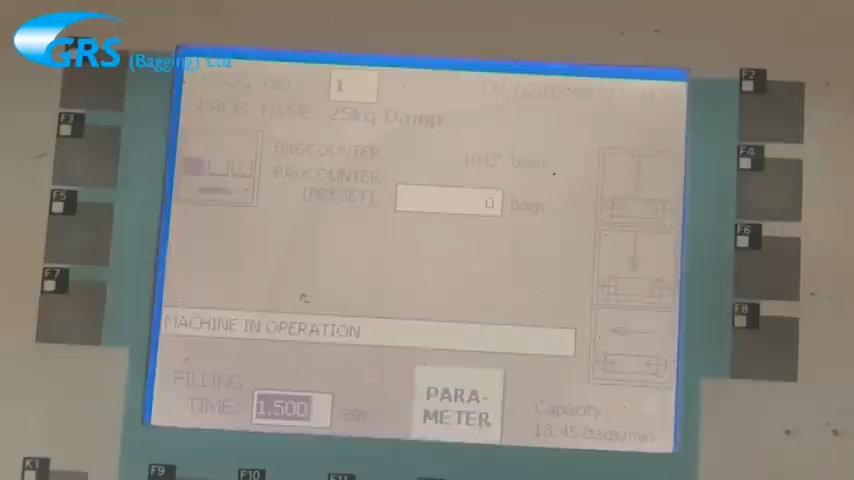 GRS (Bagging) Ltd
PROG NO.: 1
PROG NAME: 25kg Damp
BAGCOUNTER bags
BAGCOUNTER
(PRESET) 0 bags
MACHINE IN OPERATION
FILLING
TIME: 1.500 sec
PARA-
METER
Capacity:
13.45 bags/min
F2
F3
F4
F5
F6
F7
F8
K1
F9
F10
F11